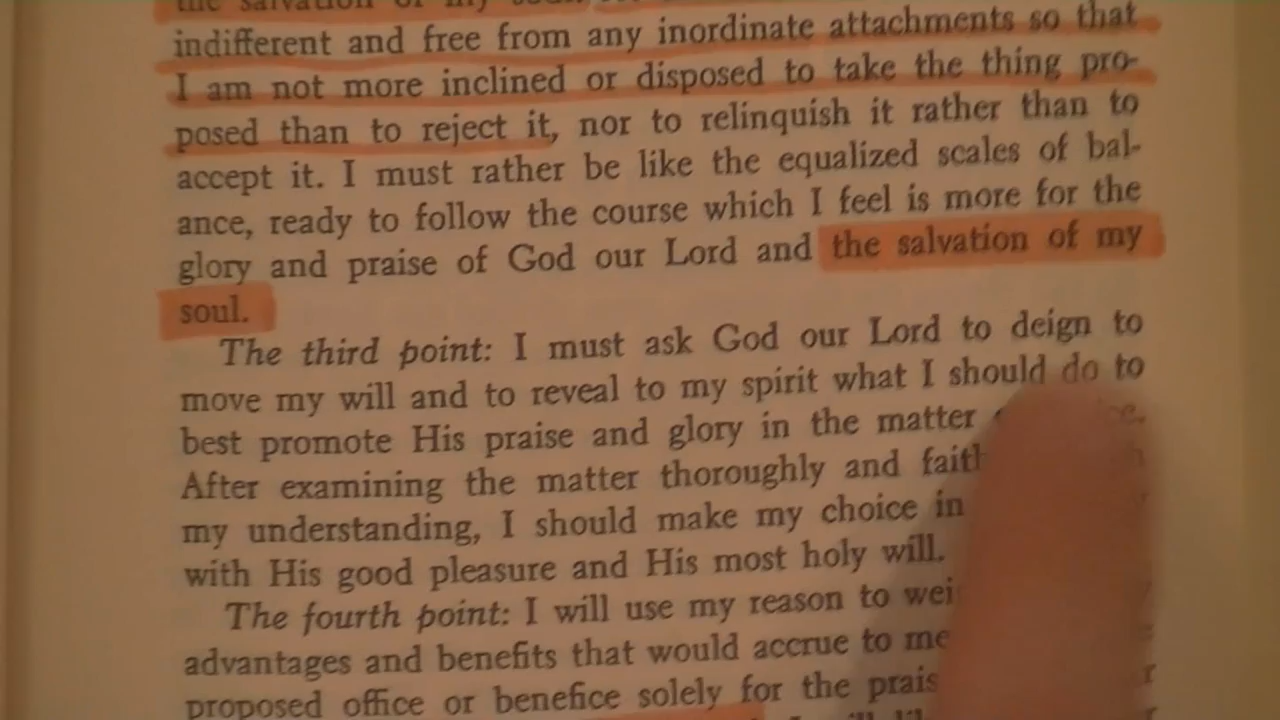 the salvation of my soul
indifferent and free from any inordinate attachments so that
I am not more inclined or disposed to take the thing pro-
posed than to reject it, nor to relinquish it rather than to
accept it. I must rather be like the equalized scales of bal-
ance, ready to follow the course which I feel is more for the
glory and praise of God our Lord and the salvation of my
soul.
The third point: I must ask God our Lord to deign to
move my will and to reveal to my spirit what I should do to
best promote His praise and glory in the matter
After examining the matter thoroughly and
my understanding, I should make my choice in
with His good pleasure and His most holy will.
The fourth point: I will use my reason to
advantages and benefits that would accrue to me
proposed office or benefice solely for the